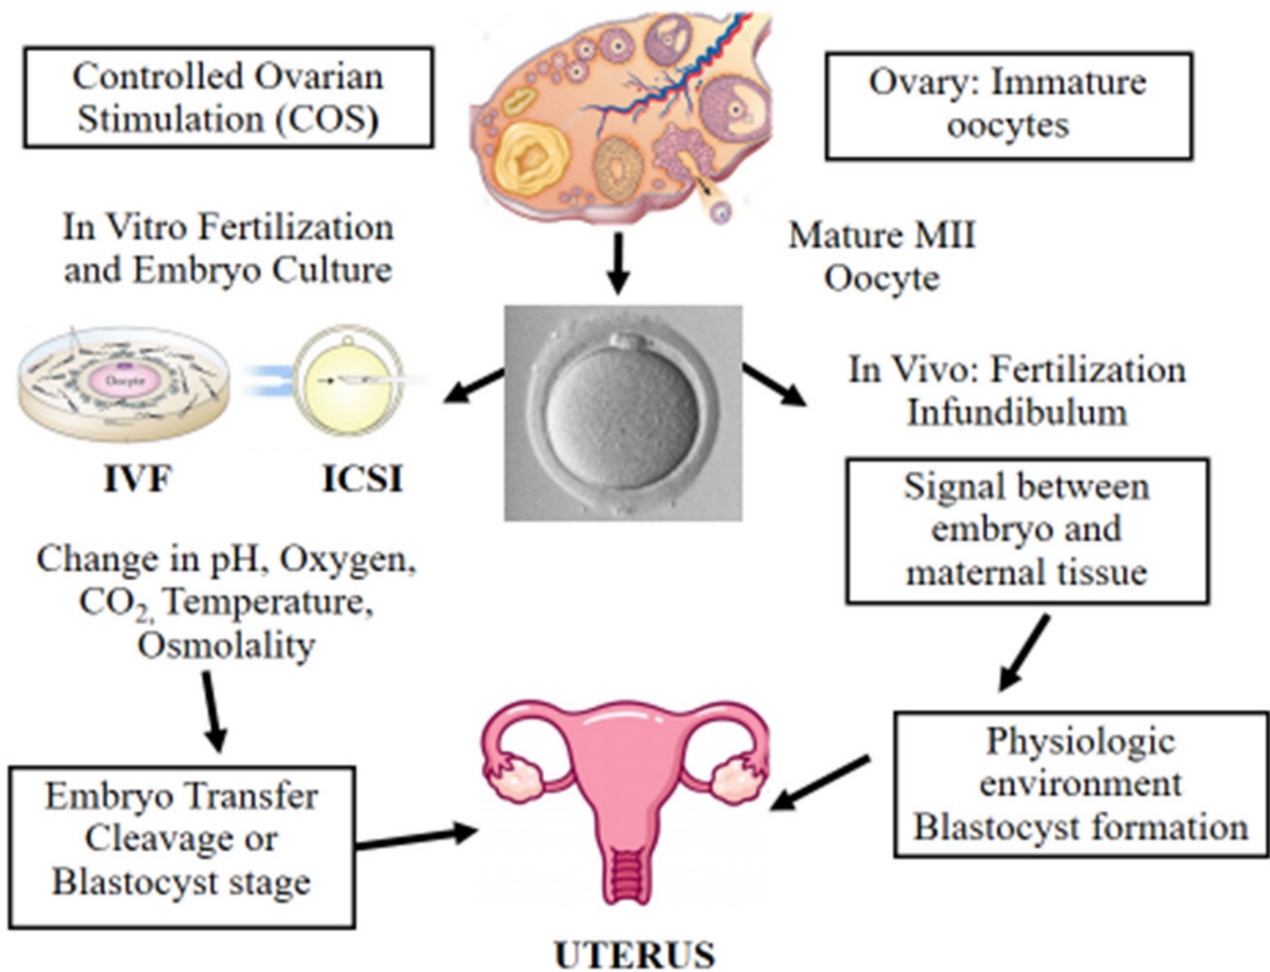 Controlled Ovarian
Stimulation (COS)
Ovary: Immature
oocytes
In Vitro Fertilization
and Embryo Culture
Mature MII
Oocyte
Oocyte
IVF
ICSI
In Vivo: Fertilization
Infundibulum
Signal between
embryo and
maternal tissue
Change in pH, Oxygen,
CO₂, Temperature,
Osmolality
Physiologic
environment
Blastocyst formation
Embryo Transfer
Cleavage or
Blastocyst stage
UTERUS